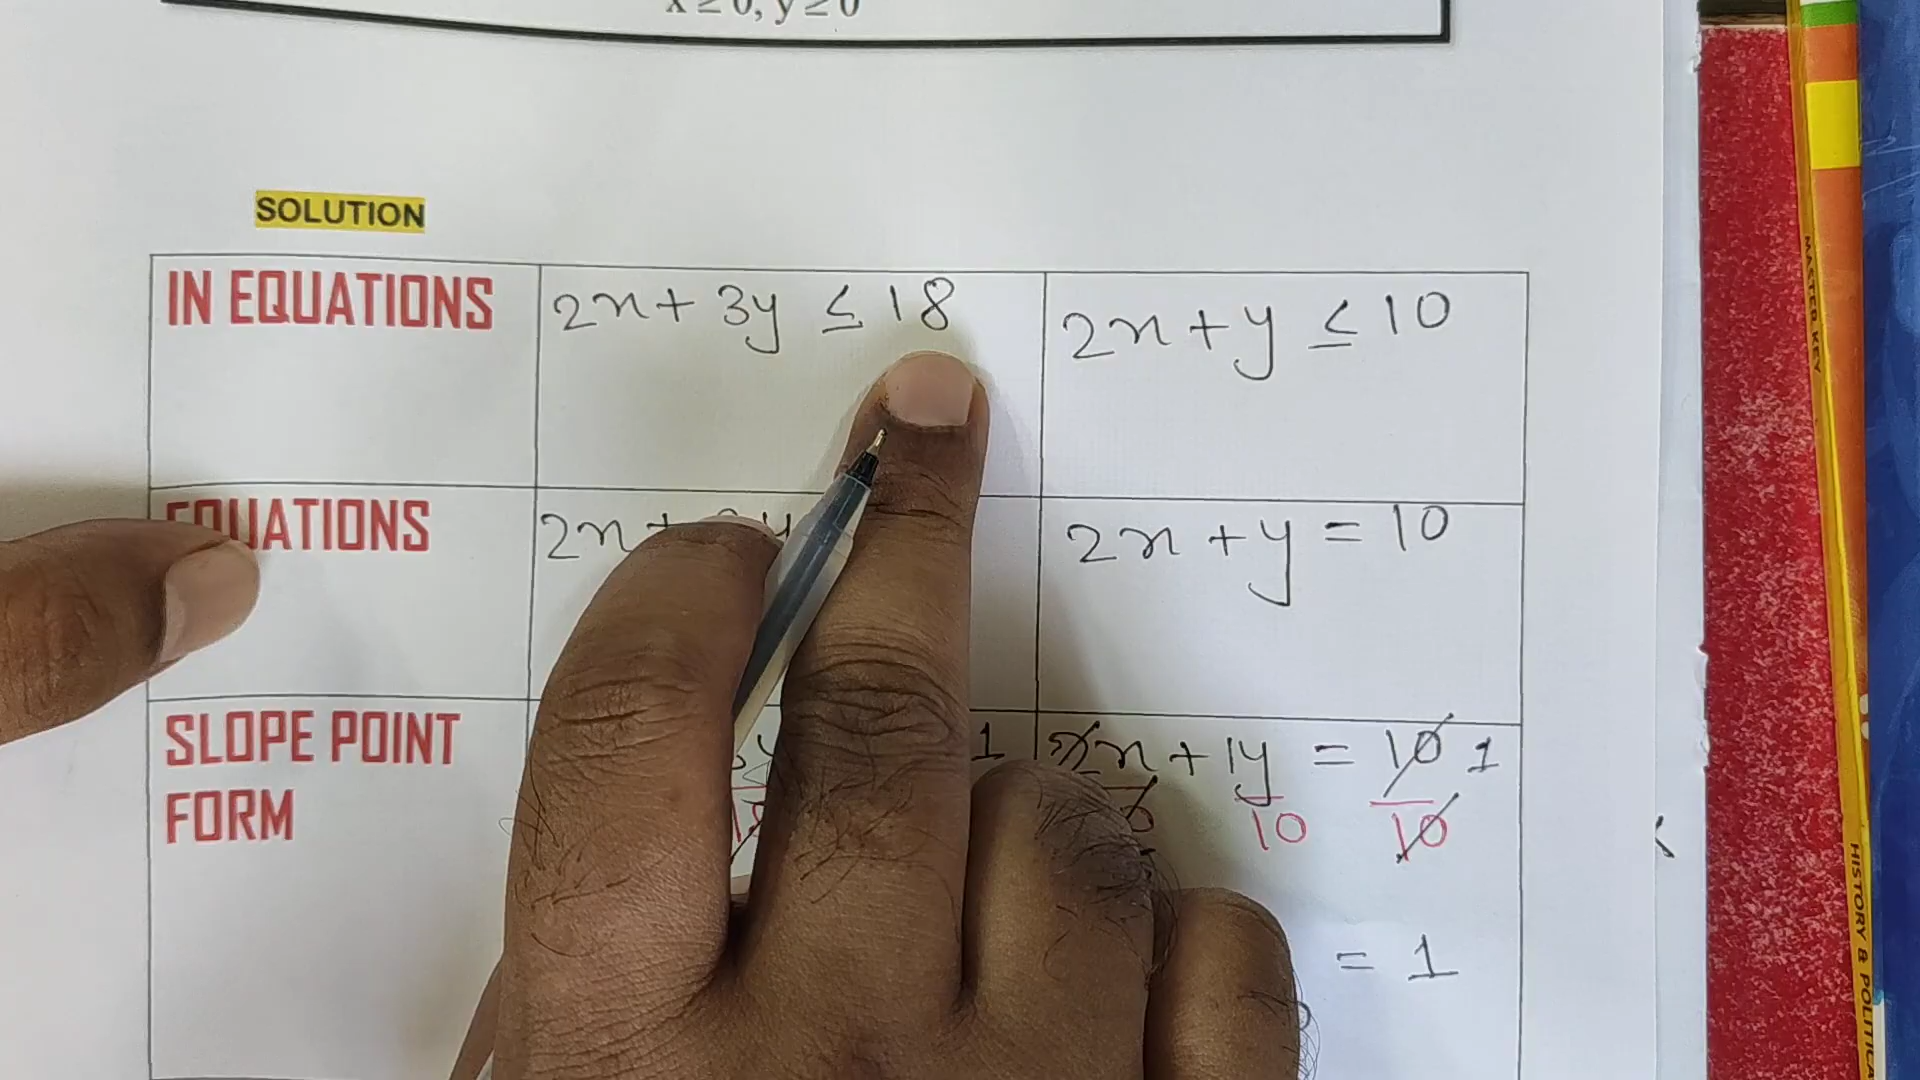 x ≥ 0, y ≥ 0
SOLUTION
IN EQUATIONS
2x + 3y ≤ 18
2x + y ≤ 10
EQUATIONS
2x +
2x + y = 10
SLOPE POINT
FORM
1
2x + 1y = 10 1
10 10
= 1
MASTER KEY
HISTORY &